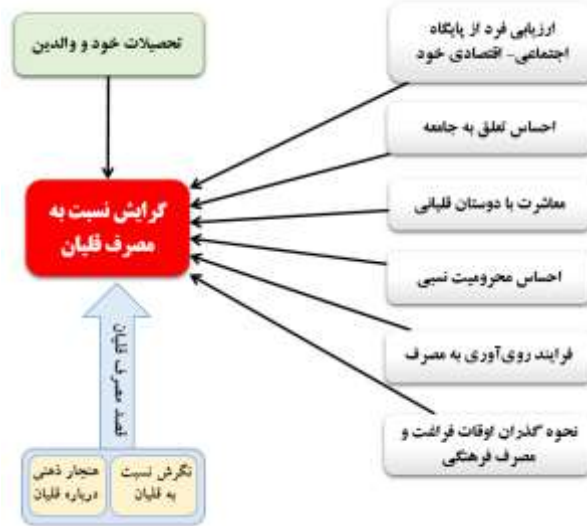 ارزیابی فرد از پایگاه
اجتماعی- اقتصادی خود
تحصیلات خود و والدین
احساس تعلق به جامعه
معاشرت با دوستان قلیانی
گرایش نسبت به
مصرف قلیان
احساس محرومیت نسبی
فرایند روی‌آوری به مصرف
قصد مصرف قلیان
نحوه گذران اوقات فراغت و
مصرف فرهنگی
نگرش نسبت
به قلیان
هنجار ذهنی
درباره قلیان